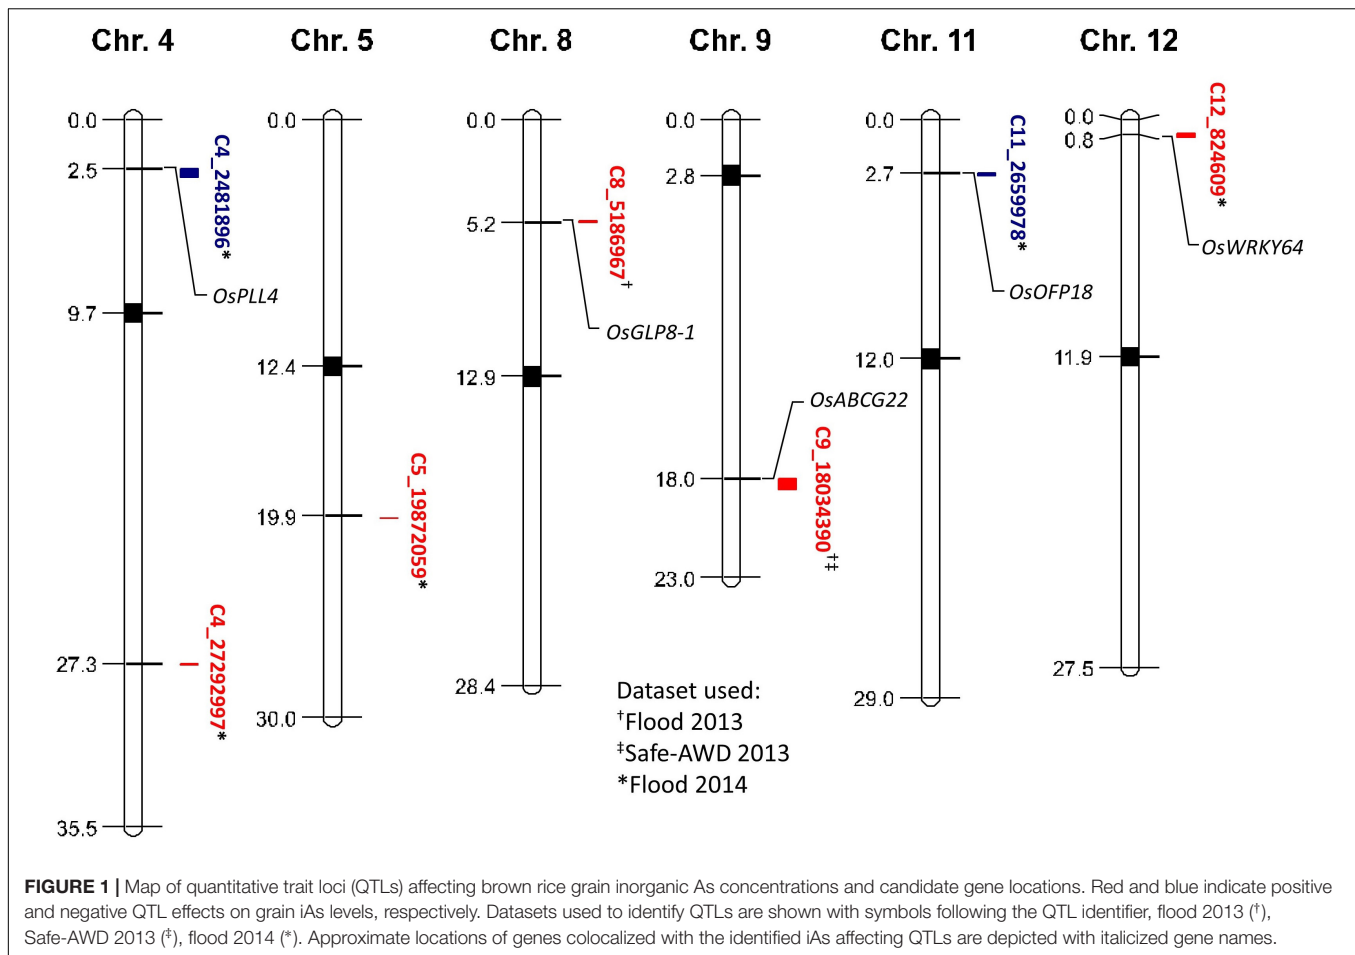 Chr. 4
Chr. 5
Chr. 8
Chr. 9
Chr. 11
Chr. 12
0.0
2.5
9.7
27.3
35.5
C4_2481896*
OsPLL4
C4_27292997*
0.0
12.4
19.9
30.0
C5_19872059*
0.0
5.2
12.9
28.4
C8_5186967†
OsGLP8-1
0.0
2.8
18.0
23.0
OsABCG22
C9_18034390†‡
0.0
2.7
12.0
29.0
C11_2659978*
OsOFP18
0.0
0.8
11.9
27.5
C12_824609*
OsWRKY64
Dataset used:
†Flood 2013
‡Safe-AWD 2013
*Flood 2014
FIGURE 1 | Map of quantitative trait loci (QTLs) affecting brown rice grain inorganic As concentrations and candidate gene locations. Red and blue indicate positive
and negative QTL effects on grain iAs levels, respectively. Datasets used to identify QTLs are shown with symbols following the QTL identifier, flood 2013 (†),
Safe-AWD 2013 (‡), flood 2014 (*). Approximate locations of genes colocalized with the identified iAs affecting QTLs are depicted with italicized gene names.